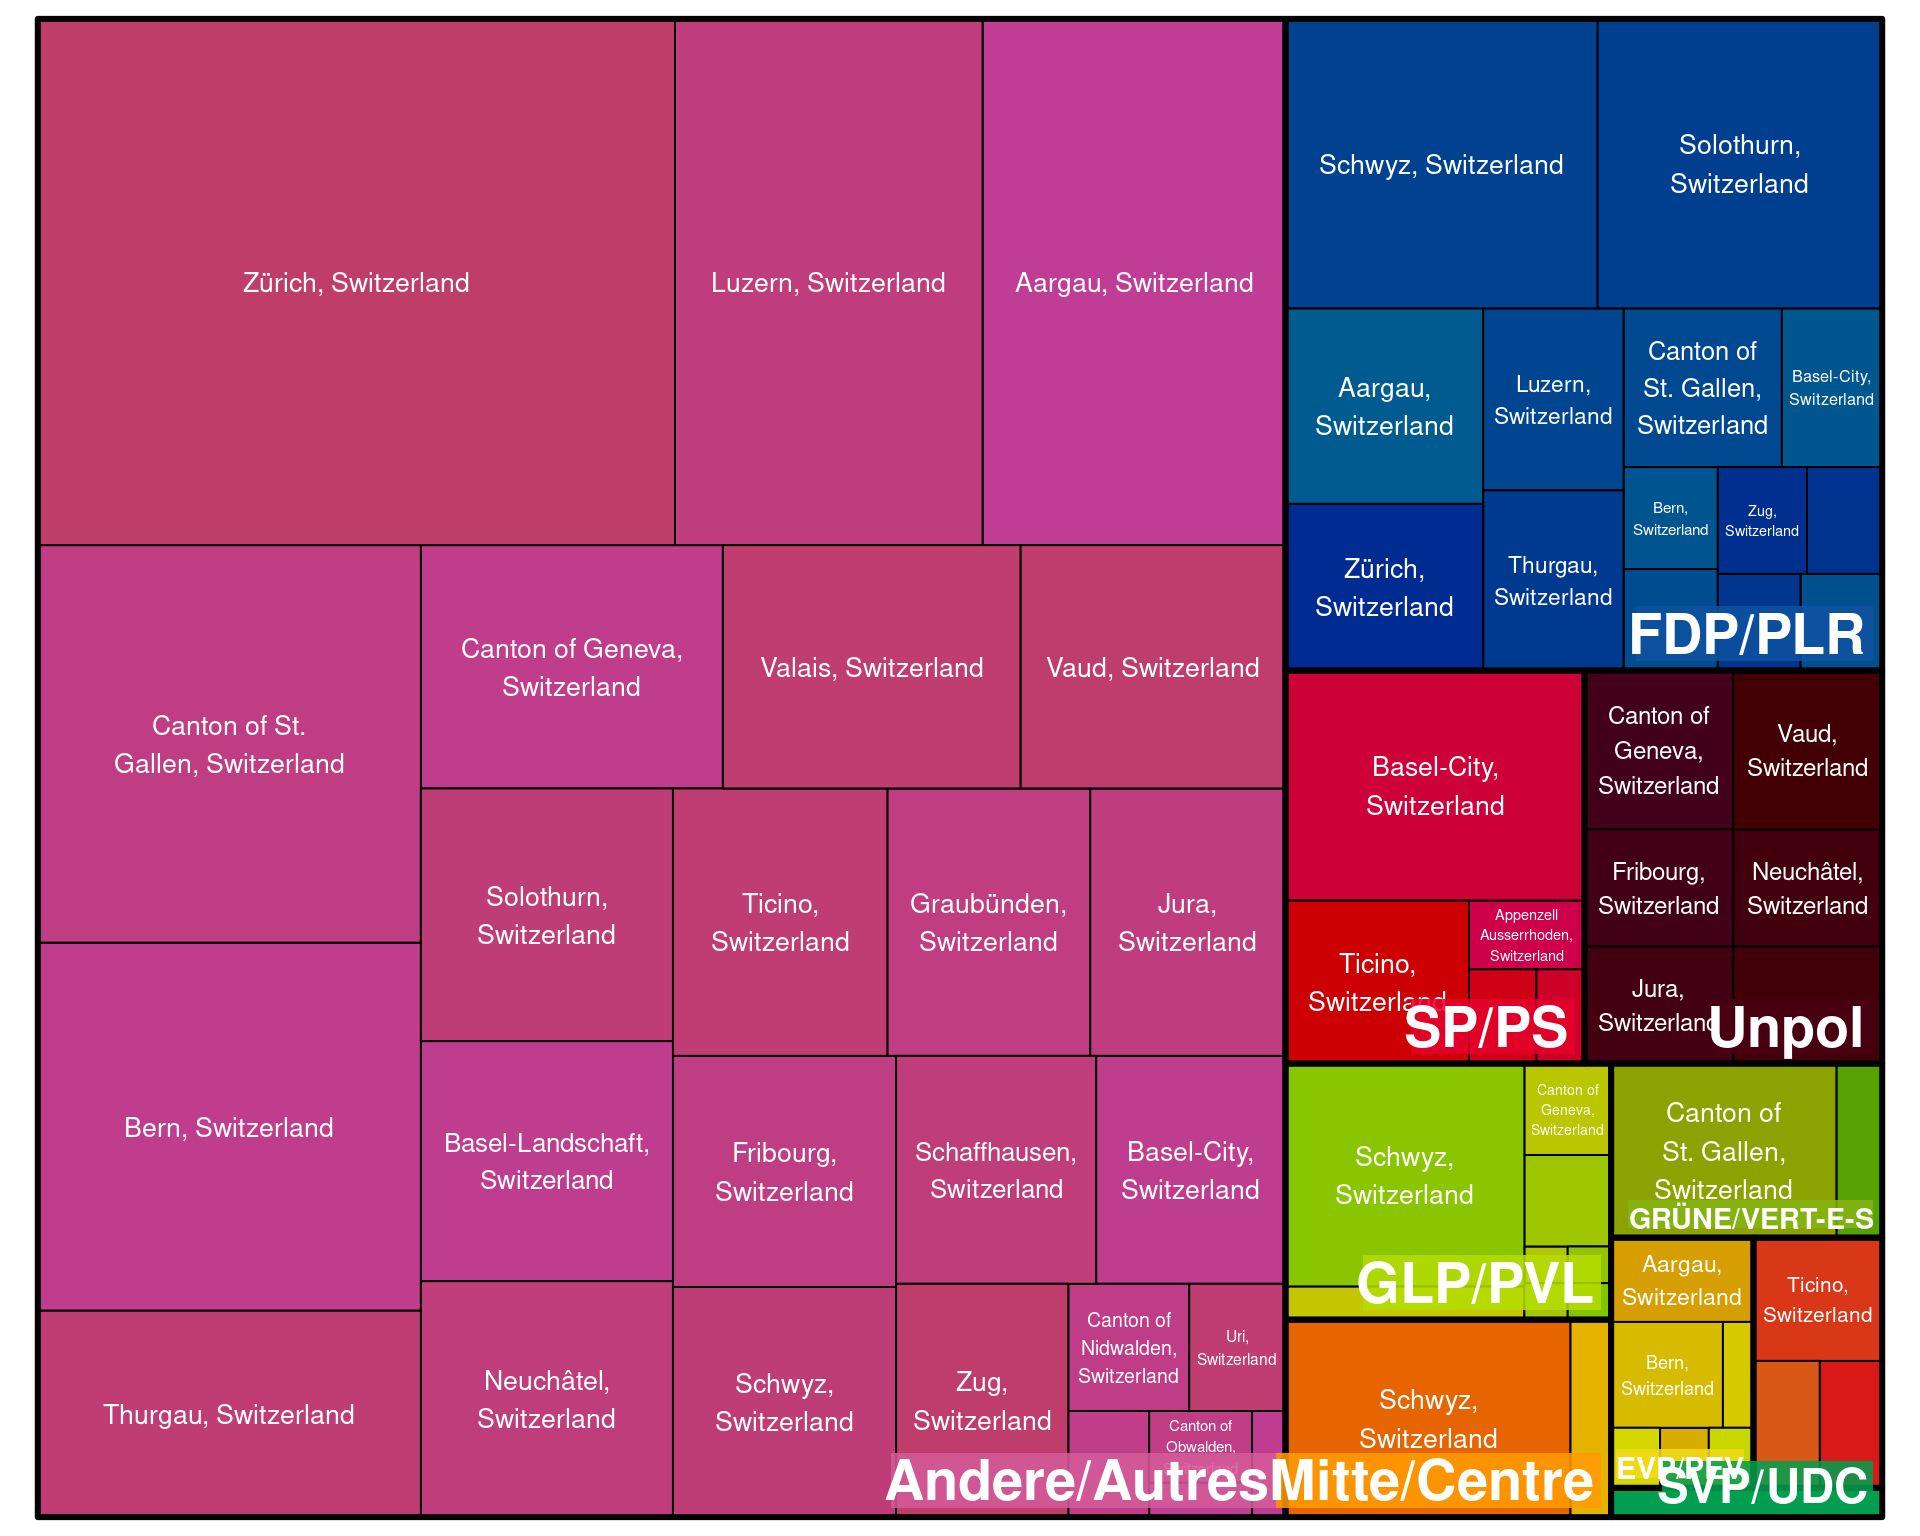 Zürich, Switzerland
Luzern, Switzerland
Aargau, Switzerland
Canton of St.
Gallen, Switzerland
Canton of Geneva,
Switzerland
Valais, Switzerland
Vaud, Switzerland
Solothurn,
Switzerland
Ticino,
Switzerland
Graubünden,
Switzerland
Jura,
Switzerland
Bern, Switzerland
Basel-Landschaft,
Switzerland
Fribourg,
Switzerland
Schaffhausen,
Switzerland
Basel-City,
Switzerland
Thurgau, Switzerland
Neuchâtel,
Switzerland
Schwyz,
Switzerland
Zug,
Switzerland
Canton of
Nidwalden,
Switzerland
Uri,
Switzerland
Canton of
Obwalden,
Andere/Autres
Schwyz, Switzerland
Solothurn,
Switzerland
Aargau,
Switzerland
Luzern,
Switzerland
Canton of
St. Gallen,
Switzerland
Basel-City,
Switzerland
Zürich,
Switzerland
Thurgau,
Switzerland
Bern,
Switzerland
Zug,
Switzerland
FDP/PLR
Basel-City,
Switzerland
Ticino,
Switzerland
Appenzell
Ausserrhoden,
Switzerland
SP/PS
Canton of
Geneva,
Switzerland
Vaud,
Switzerland
Fribourg,
Switzerland
Neuchâtel,
Switzerland
Jura,
Switzerland
Unpol
Schwyz,
Switzerland
Canton of
Geneva,
Switzerland
GLP/PVL
Canton of
St. Gallen,
Switzerland
GRÜNE/VERT-E-S
Schwyz,
Switzerland
Mitte/Centre
Aargau,
Switzerland
Bern,
Switzerland
EVP/PEV
Ticino,
Switzerland
SVP/UDC